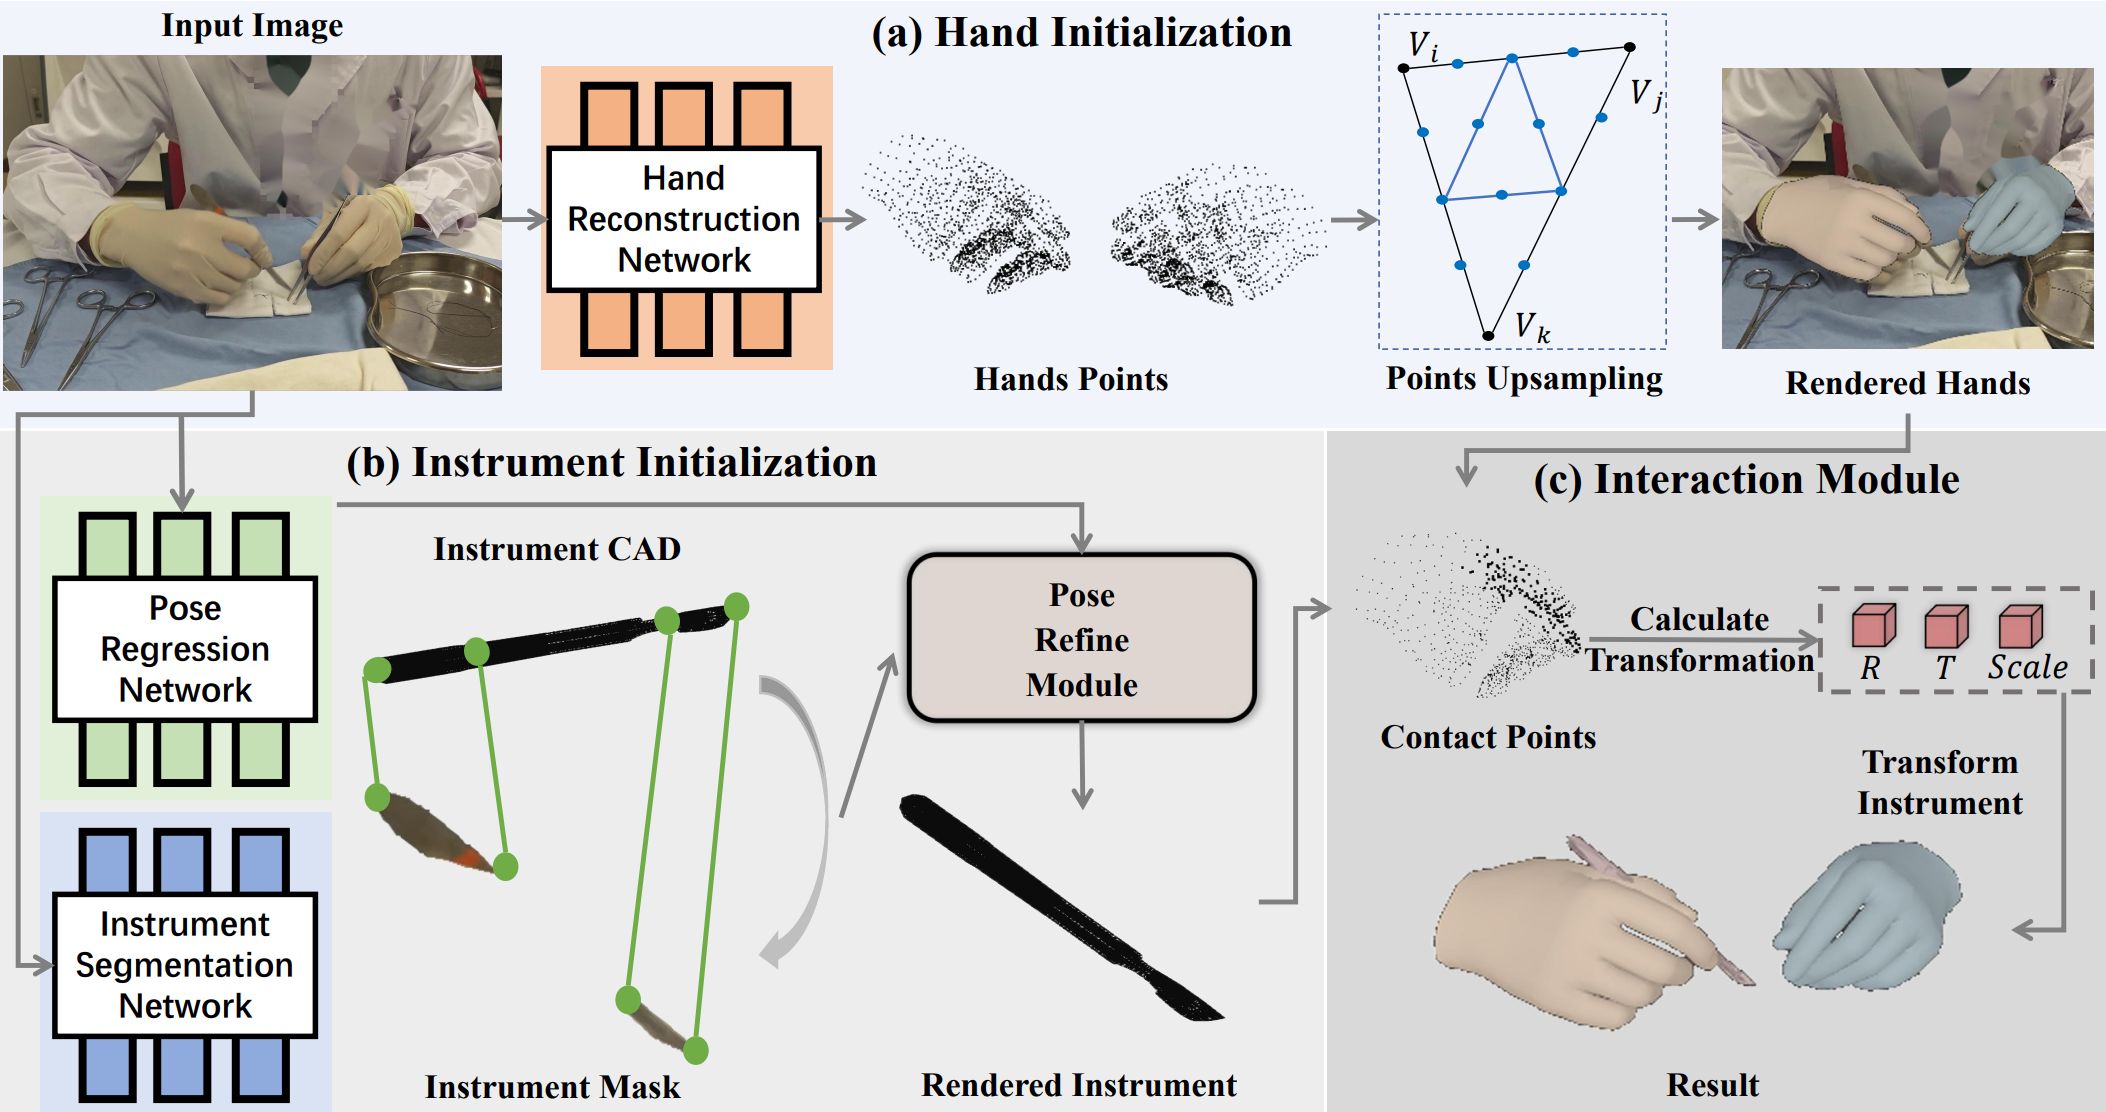 Input Image
(a) Hand Initialization
Hand
Reconstruction
Network
Hands Points
V_i
V_j
V_k
Points Upsampling
Rendered Hands
(b) Instrument Initialization
Pose
Regression
Network
Instrument
Segmentation
Network
Instrument CAD
Instrument Mask
Pose
Refine
Module
Rendered Instrument
(c) Interaction Module
Contact Points
Calculate
Transformation
R T Scale
Transform
Instrument
Result